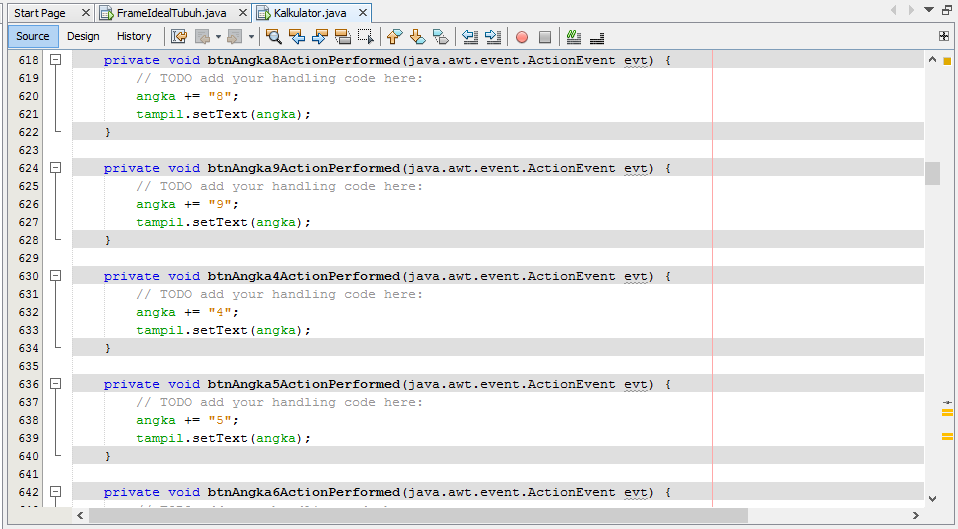 Start Page FrameIdealTubuh.java Kalkulator.java
Source Design History
618 private void btnAngka8ActionPerformed(java.awt.event.ActionEvent evt) {
619 // TODO add your handling code here:
620 angka += "8";
621 tampil.setText(angka);
622 }
623
624 private void btnAngka9ActionPerformed(java.awt.event.ActionEvent evt) {
625 // TODO add your handling code here:
626 angka += "9";
627 tampil.setText(angka);
628 }
629
630 private void btnAngka4ActionPerformed(java.awt.event.ActionEvent evt) {
631 // TODO add your handling code here:
632 angka += "4";
633 tampil.setText(angka);
634 }
635
636 private void btnAngka5ActionPerformed(java.awt.event.ActionEvent evt) {
637 // TODO add your handling code here:
638 angka += "5";
639 tampil.setText(angka);
640 }
641
642 private void btnAngka6ActionPerformed(java.awt.event.ActionEvent evt) {